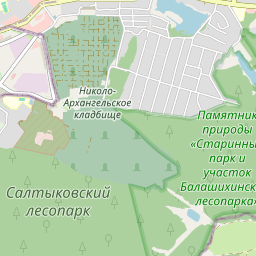 Николо-
Архангельское
кладбище
Памятник
природы
«Старинный
парк и
участок
Балашихинск
лесопарка»
Салтыковский
лесопарк